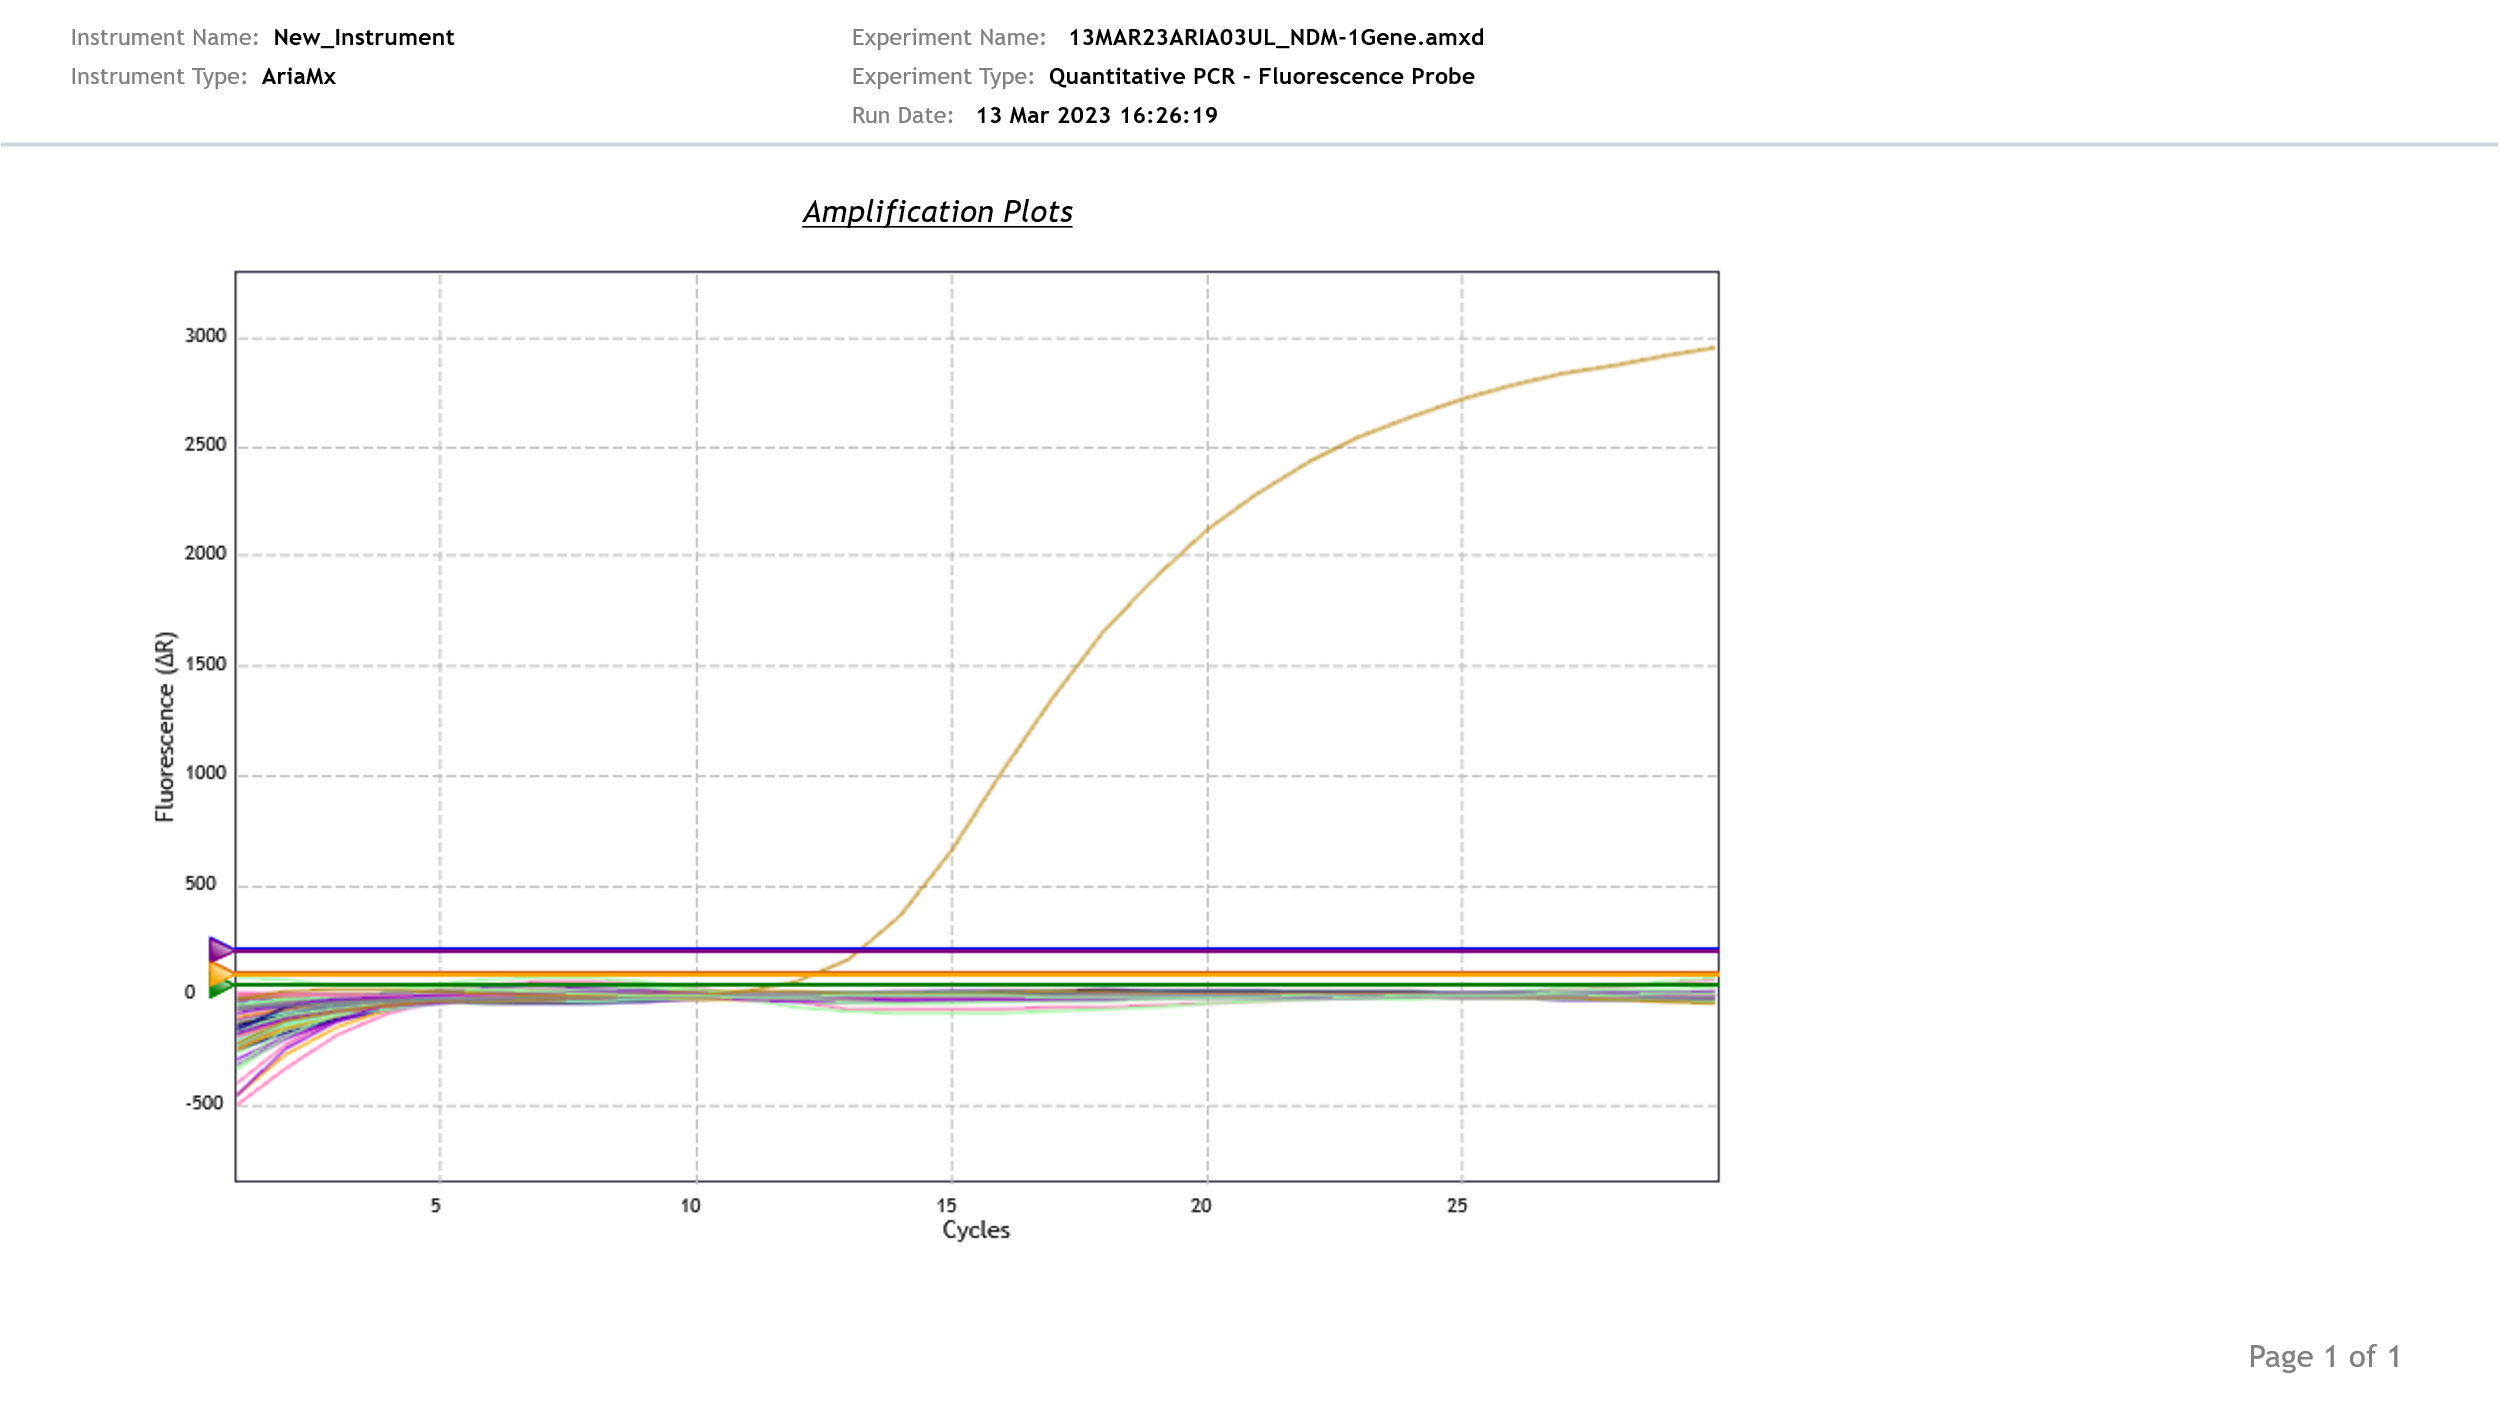 Instrument Name: New_Instrument
Instrument Type: AriaMx
Experiment Name: 13MAR23ARIA03UL_NDM-1Gene.amxd
Experiment Type: Quantitative PCR - Fluorescence Probe
Run Date: 13 Mar 2023 16:26:19
Amplification Plots
Fluorescence (ΔR)
3000
2500
2000
1500
1000
500
0
-500
5 10 15 20 25
Cycles
Page 1 of 1